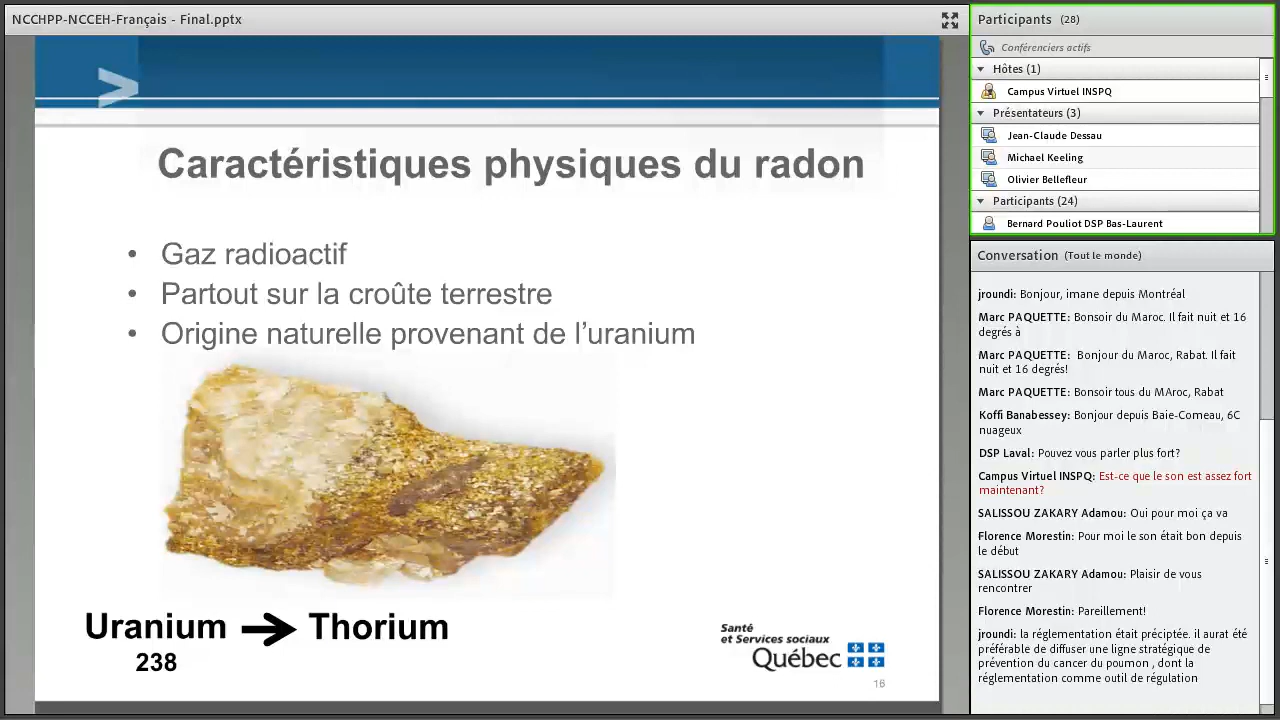 NCCHPP-NCCEH-Français - Final.pptx
>
Caractéristiques physiques du radon
• Gaz radioactif
• Partout sur la croûte terrestre
• Origine naturelle provenant de l’uranium
Uranium → Thorium
238
Santé
et Services sociaux
Québec
16
Participants (28)
Conférenciers actifs
Hôtes (1)
Campus Virtuel INSPQ
Présentateurs (3)
Jean-Claude Dessau
Michael Keeling
Olivier Bellefleur
Participants (24)
Bernard Pouliot DSP Bas-Laurent
Conversation (Tout le monde)
jroundi: Bonjour, imane depuis Montréal
Marc PAQUETTE: Bonsoir du Maroc. Il fait nuit et 16
degrés à
Marc PAQUETTE: Bonjour du Maroc, Rabat. Il fait
nuit et 16 degrés!
Marc PAQUETTE: Bonsoir tous du MAroc, Rabat
Koffi Banabessey: Bonjour depuis Baie-Comeau, 6C
nuageux
DSP Laval: Pouvez vous parler plus fort?
Campus Virtuel INSPQ: Est-ce que le son est assez fort
maintenant?
SALISSOU ZAKARY Adamou: Oui pour moi ça va
Florence Morestin: Pour moi le son était bon depuis
le début
SALISSOU ZAKARY Adamou: Plaisir de vous
rencontrer
Florence Morestin: Pareillement!
jroundi: la réglementation était préciptée. il aurat été
préférable de diffuser une ligne stratégique de
prévention du cancer du poumon , dont la
réglementation comme outil de régulation